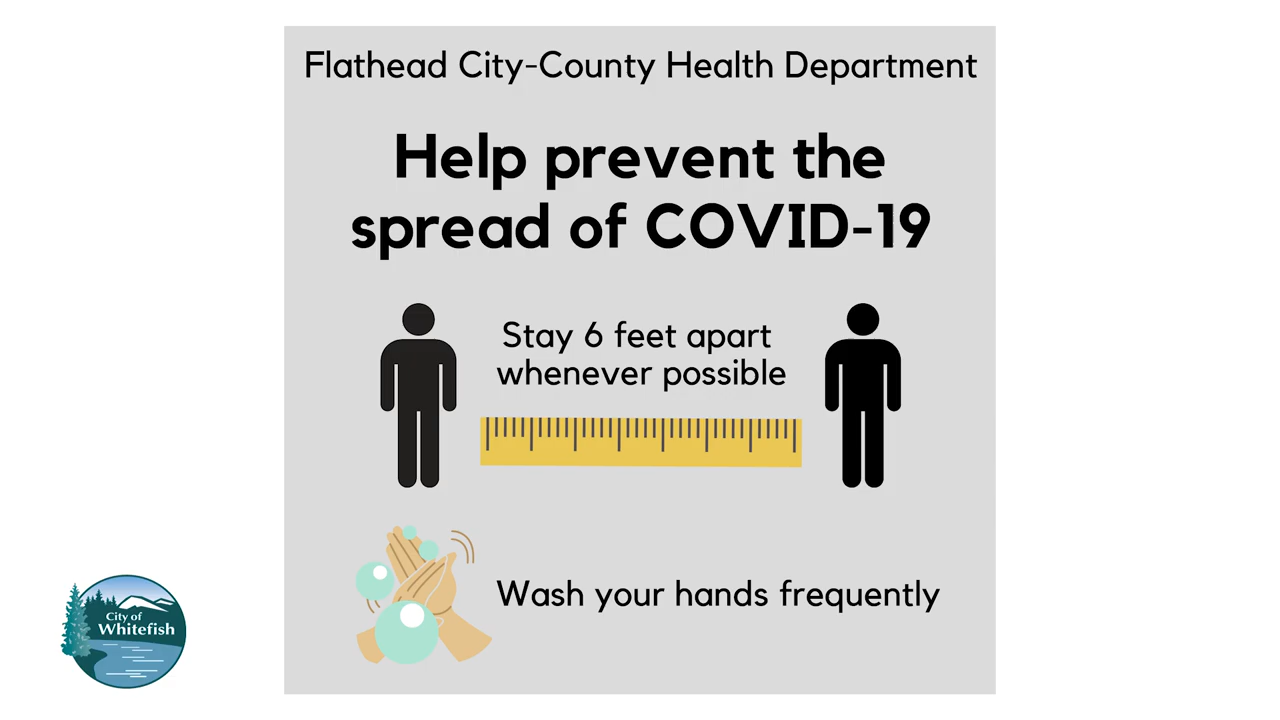 Flathead City-County Health Department
Help prevent the
spread of COVID-19
Stay 6 feet apart
whenever possible
Wash your hands frequently
City of
Whitefish